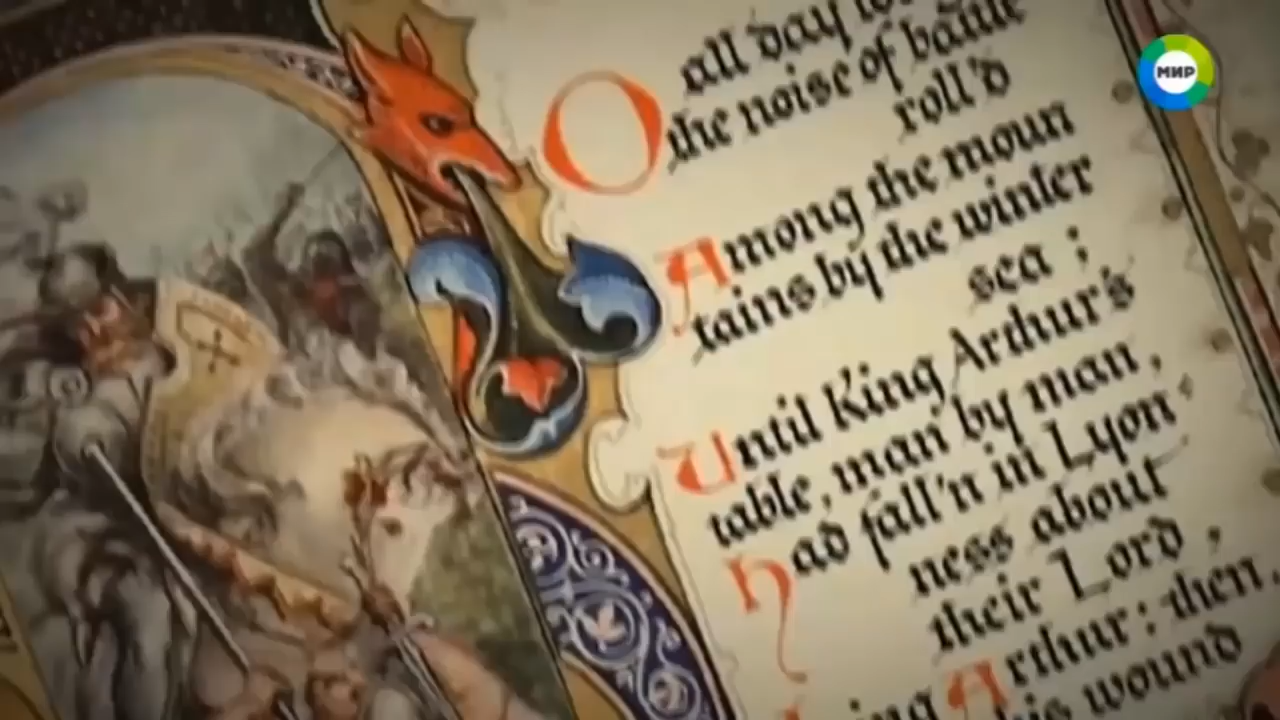 МИР
O all day
the noise of battle
roll'd
Among the moun
tains by the winter
sea ;
Until King Arthur's
table, man by man,
Had fall'n in Lyon
ness about
their Lord,
Arthur : then,
his wound